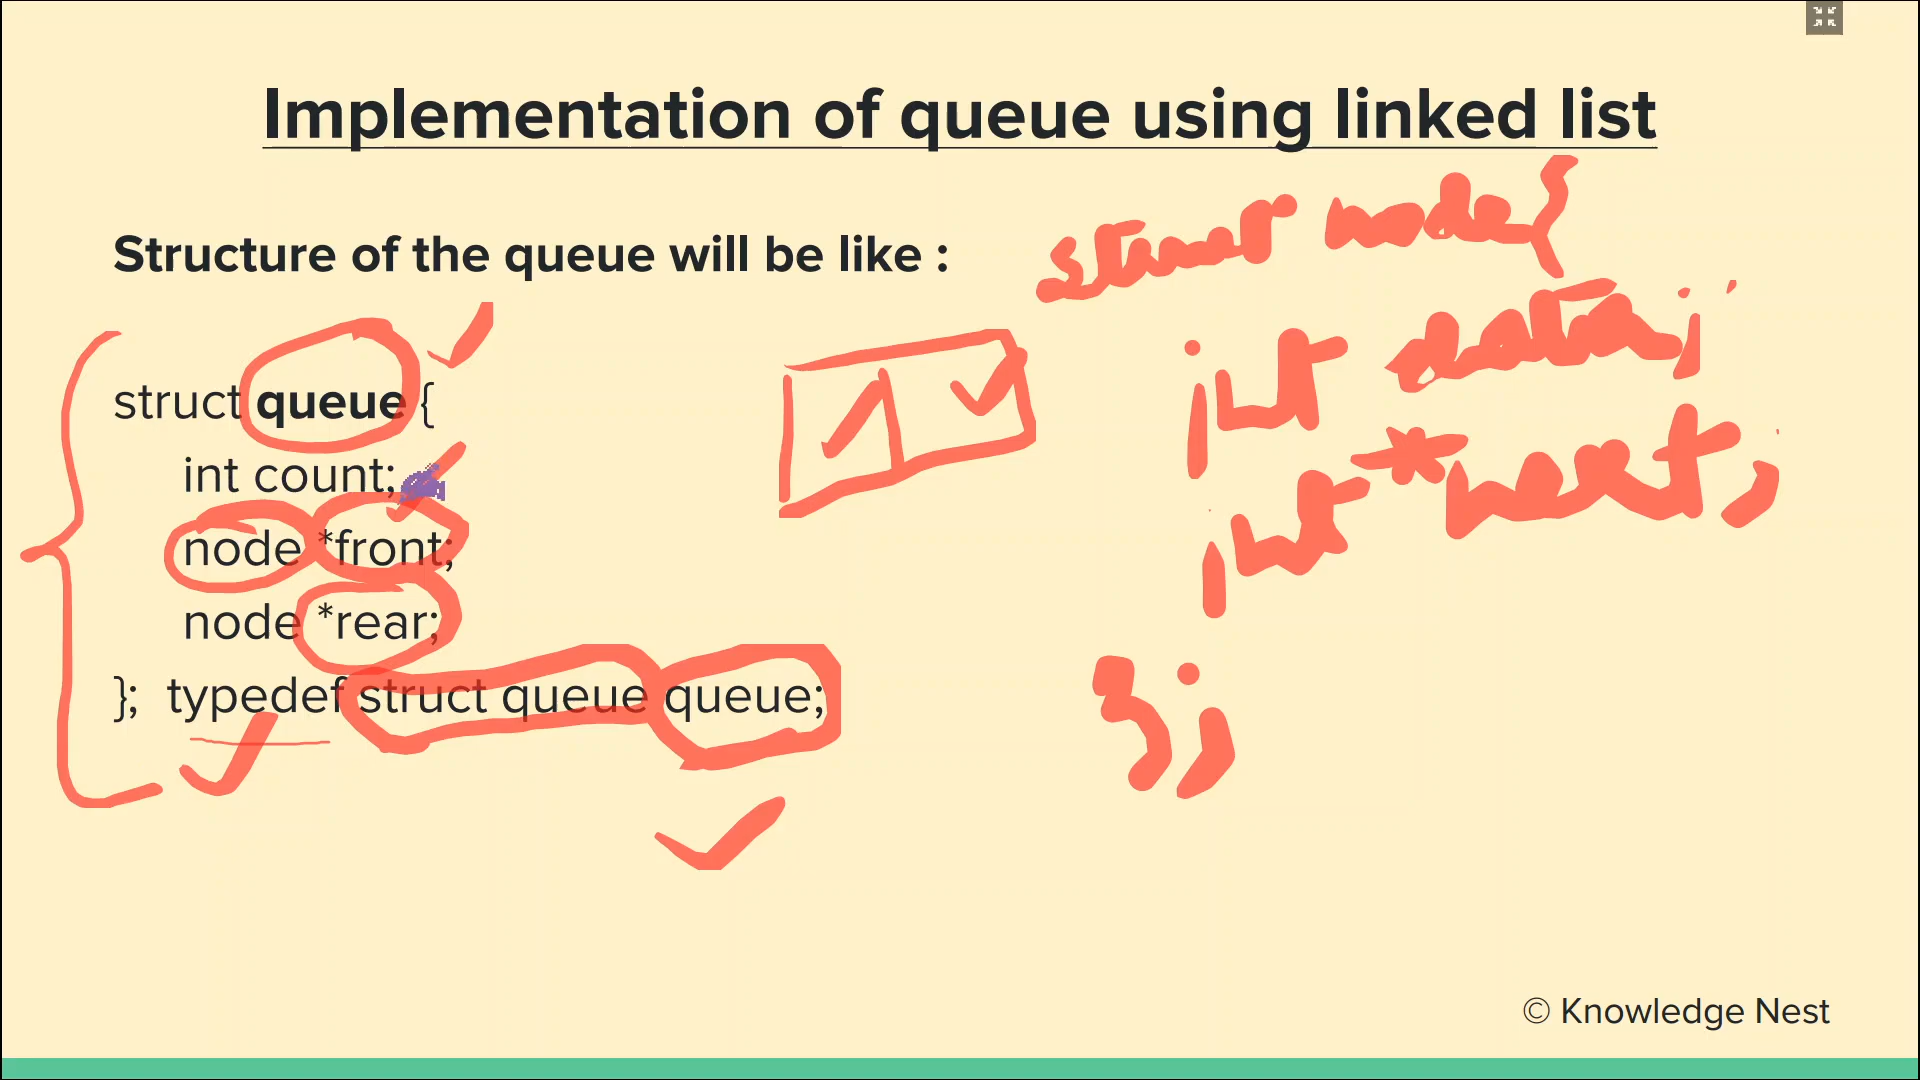 Implementation of queue using linked list
Structure of the queue will be like :
struct queue {
int count;
node *front;
node *rear;
}; typedef struct queue queue;
struct node{
int data;
int *next;
};
© Knowledge Nest